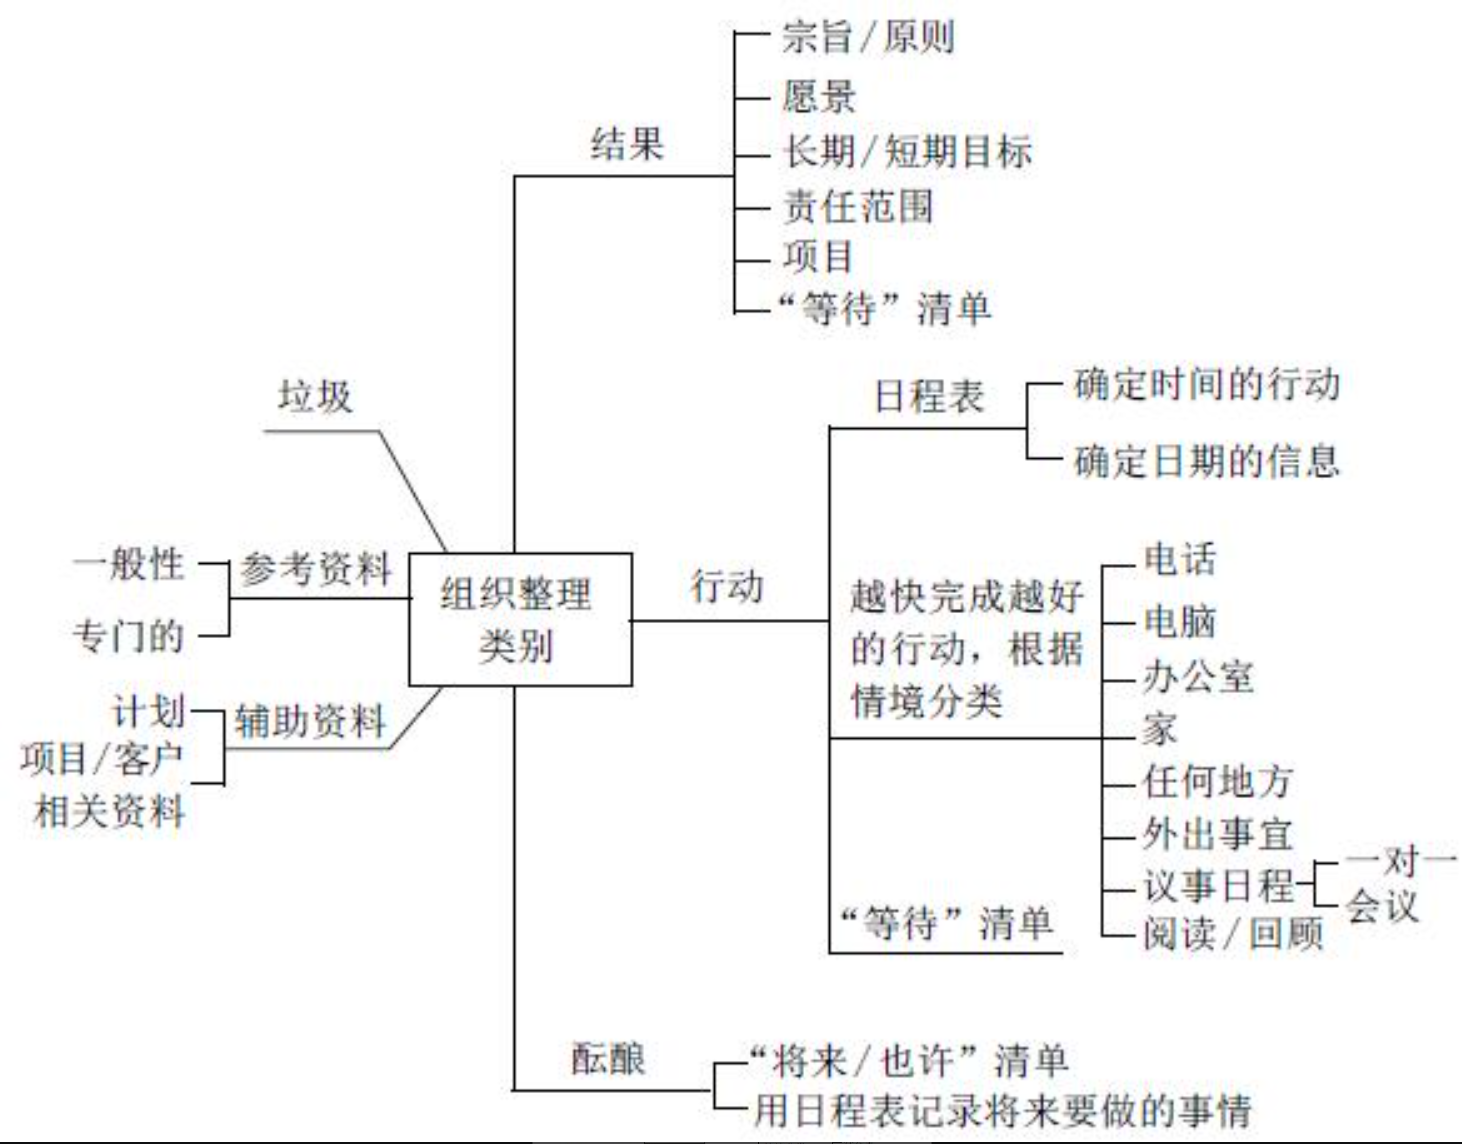 宗旨/原则
愿景
结果
长期/短期目标
责任范围
项目
“等待”清单
垃圾
日程表
确定时间的行动
确定日期的信息
一般性
参考资料
专门的
组织整理
类别
行动
越快完成越好
的行动，根据
情境分类
电话
电脑
办公室
家
任何地方
外出事宜
议事日程
一对一
会议
阅读/回顾
计划
辅助资料
项目/客户
相关资料
“等待”清单
酝酿
“将来/也许”清单
用日程表记录将来要做的事情